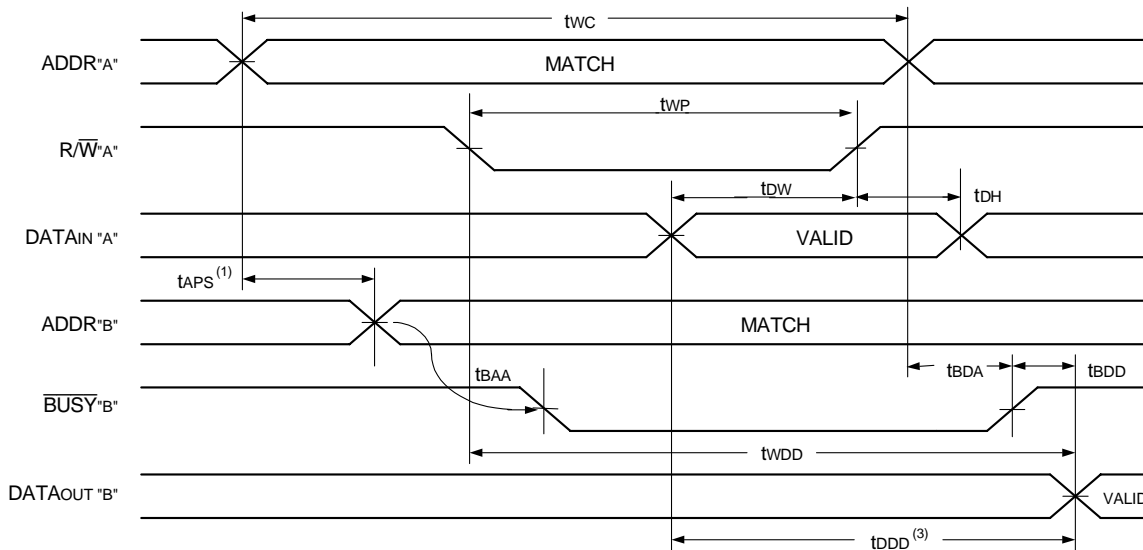 tWC
ADDR"A" MATCH
tWP
R/W̅"A"
tDW tDH
DATAIN "A" VALID
tAPS (1)
ADDR"B" MATCH
tBAA tBDA tBDD
B̅U̅S̅Y̅"B"
tWDD
DATAOUT "B" VALID
tDDD (3)